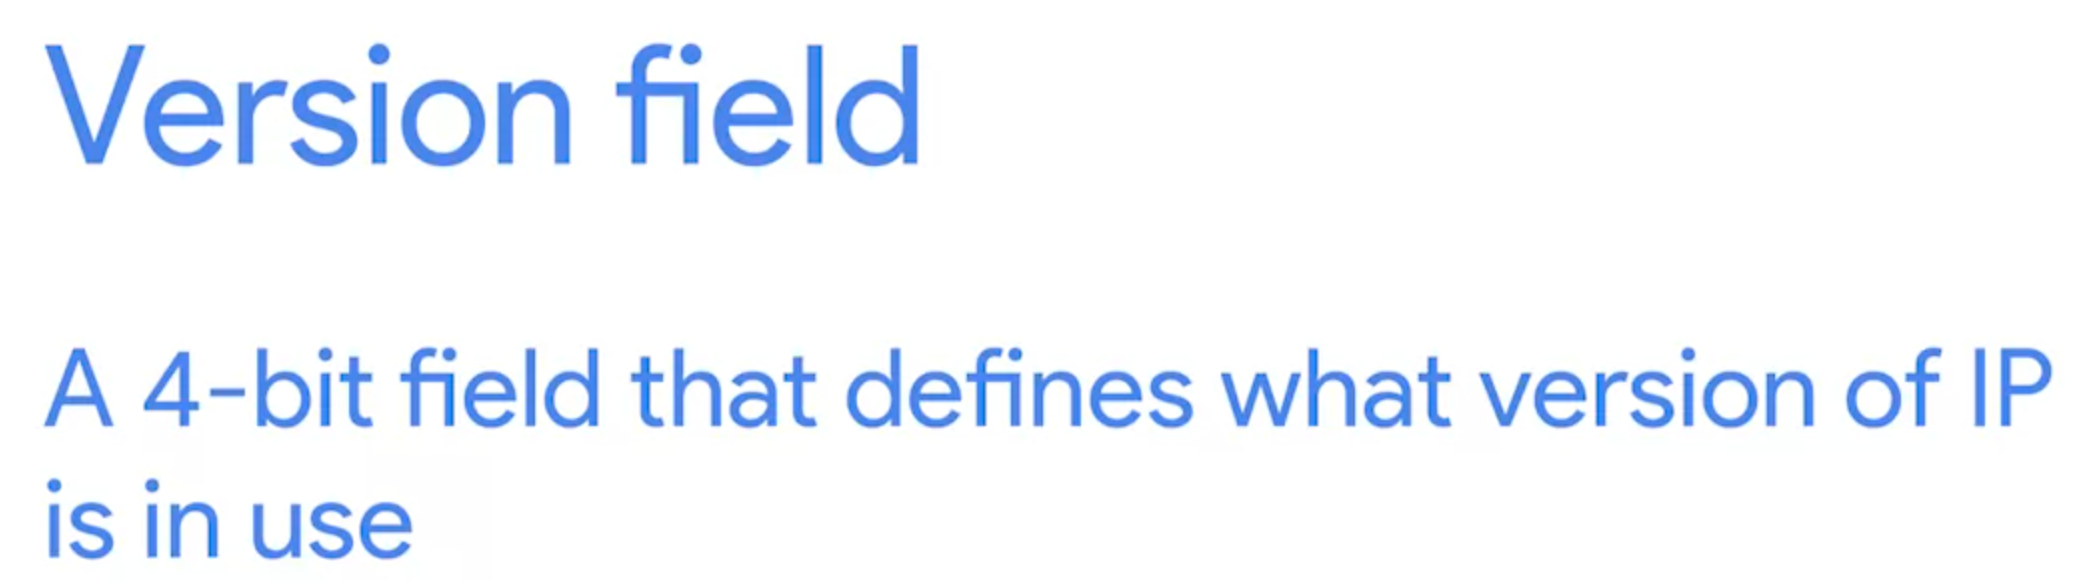 Version field
A 4-bit field that defines what version of IP
is in use